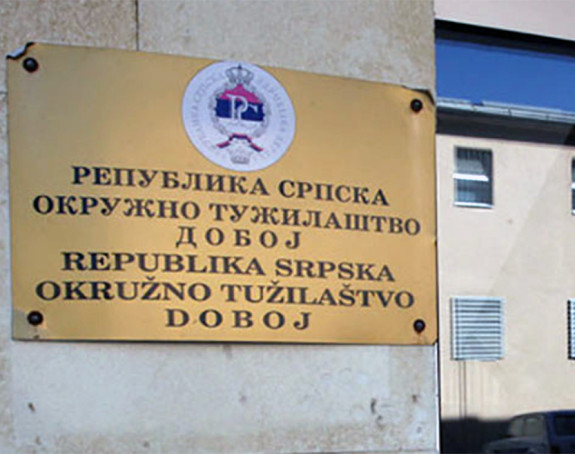 РЕПУБЛИКА СРПСКА
ОКРУЖНО ТУЖИЛАШТВО
ДОБОЈ
REPUBLIKA SRPSKA
OKRUŽNO TUŽILAŠTVO
DOBOJ